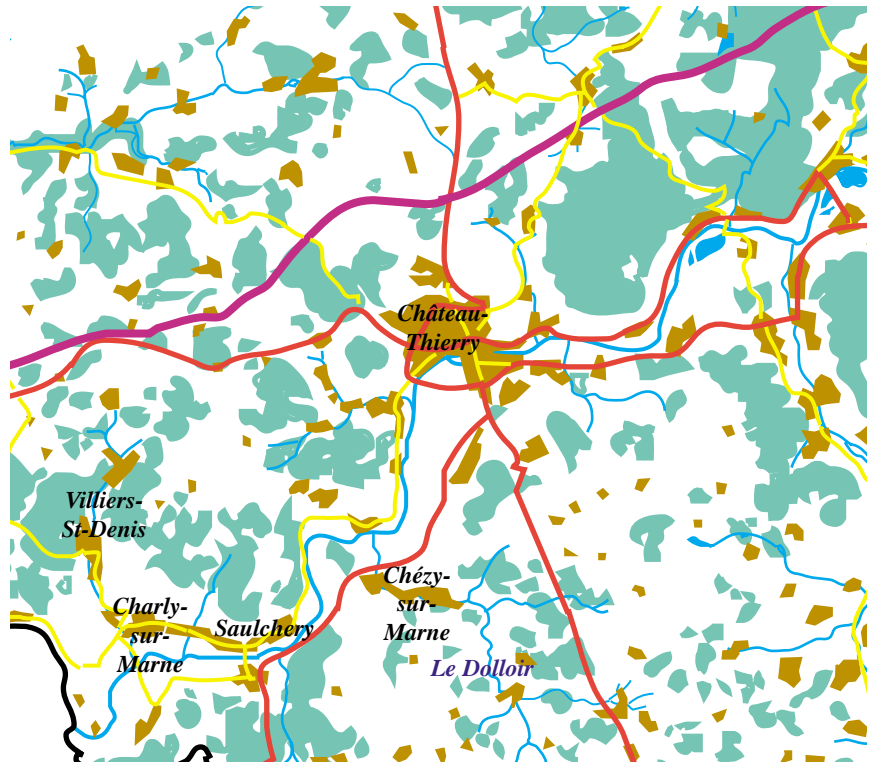 Château-
Thierry
Villiers-
St-Denis
Chézy-
sur-
Marne
Charly-
sur-
Marne
Saulchery
Le Dolloir